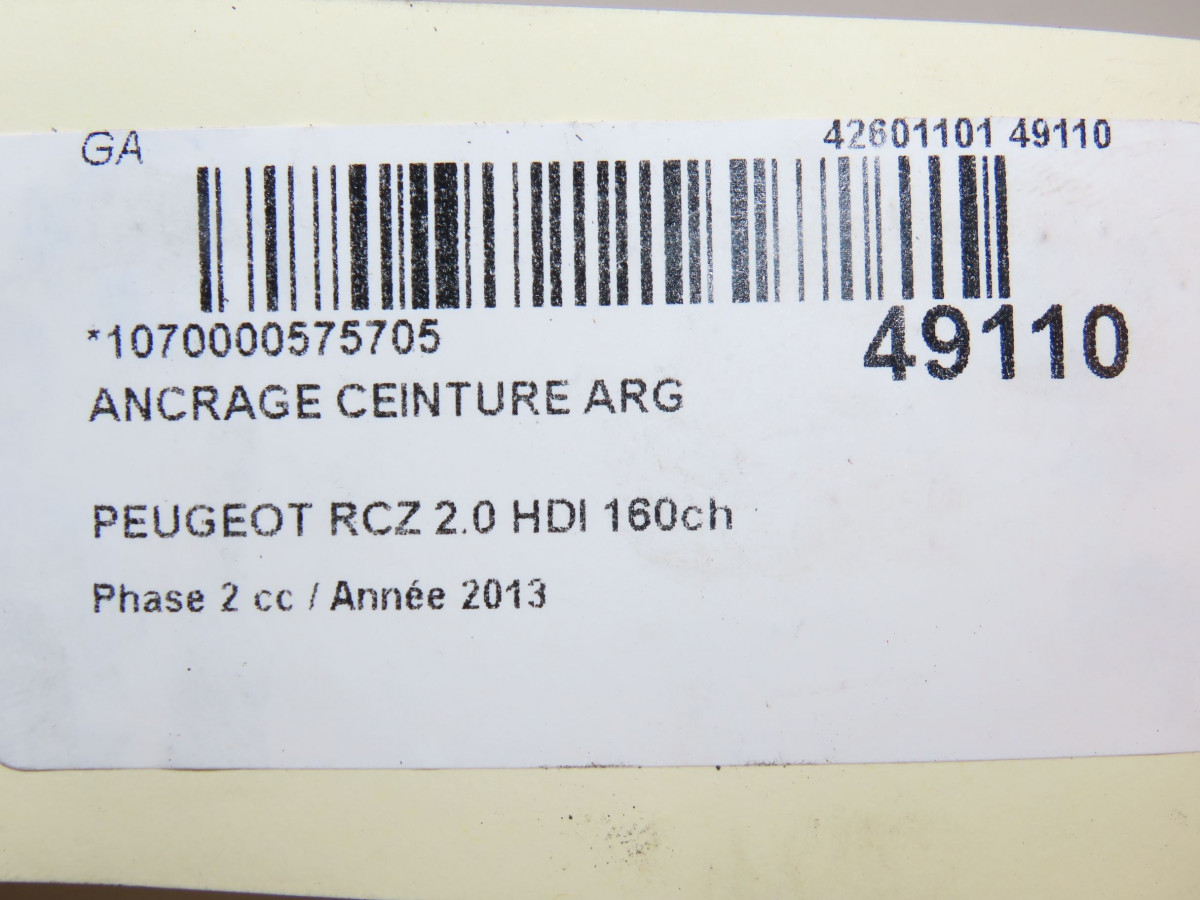 GA
42601101 49110
*1070000575705
49110
ANCRAGE CEINTURE ARG
PEUGEOT RCZ 2.0 HDI 160ch
Phase 2 cc / Année 2013